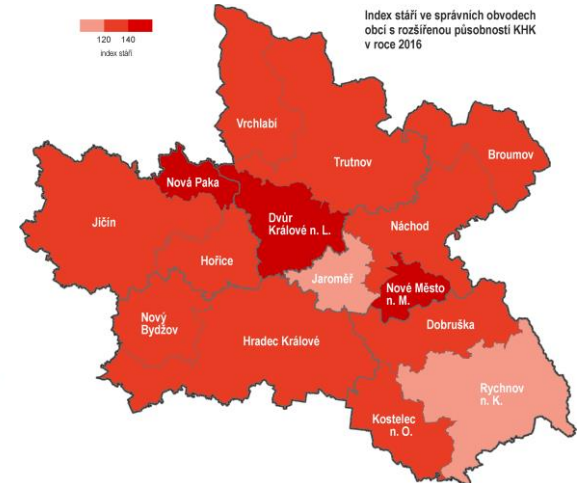 Index stáří ve správních obvodech
obcí s rozšířenou působností KHK
v roce 2016
120 140
index stáří
Vrchlabí
Trutnov
Broumov
Nová Paka
Jičín
Dvůr
Králové n. L.
Náchod
Hořice
Jaroměř
Nové Město
n. M.
Nový
Bydžov
Hradec Králové
Dobruška
Rychnov
n. K.
Kostelec
n. O.